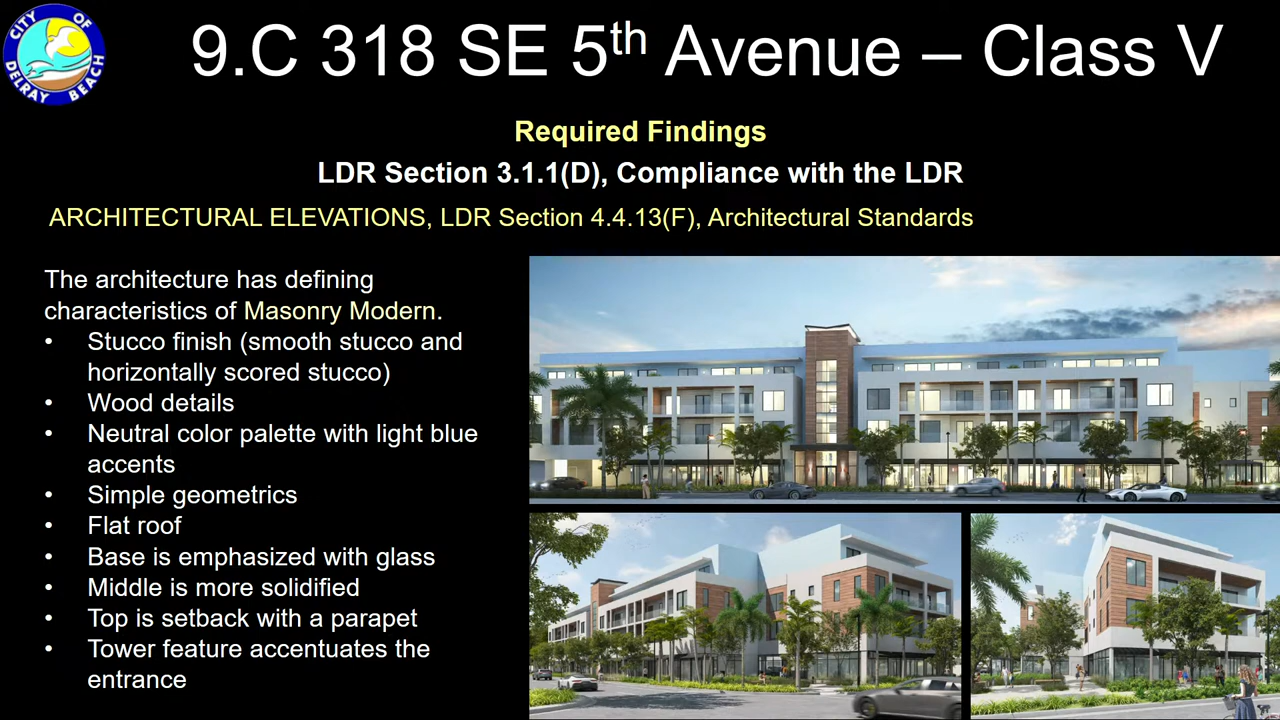 CITY OF
DELRAY BEACH
9.C 318 SE 5th Avenue – Class V
Required Findings
LDR Section 3.1.1(D), Compliance with the LDR
ARCHITECTURAL ELEVATIONS, LDR Section 4.4.13(F), Architectural Standards
The architecture has defining
characteristics of Masonry Modern.
• Stucco finish (smooth stucco and
horizontally scored stucco)
• Wood details
• Neutral color palette with light blue
accents
• Simple geometrics
• Flat roof
• Base is emphasized with glass
• Middle is more solidified
• Top is setback with a parapet
• Tower feature accentuates the
entrance